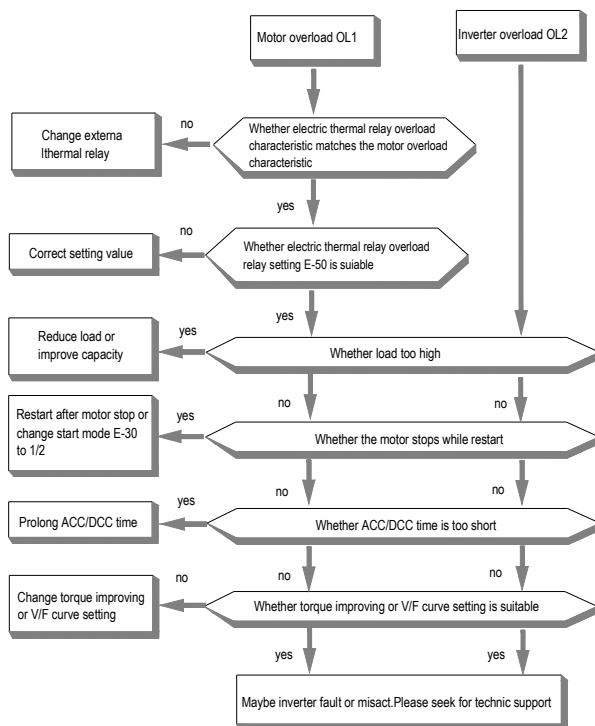 Motor overload OL1
Inverter overload OL2
no
Change externa
lthermal relay
Whether electric thermal relay overload
characteristic matches the motor overload
characteristic
yes
no
Correct setting value
Whether electric thermal relay overload
relay setting E-50 is suiable
yes
Reduce load or
improve capacity
yes
Whether load too high
no
no
Restart after motor stop or
change start mode E-30
to 1/2
yes
Whether the motor stops while restart
no
no
Prolong ACC/DCC time
yes
Whether ACC/DCC time is too short
no
no
Change torque improving
or V/F curve setting
no
Whether torque improving or V/F curve setting is suitable
yes
yes
Maybe inverter fault or misact.Please seek for technic support